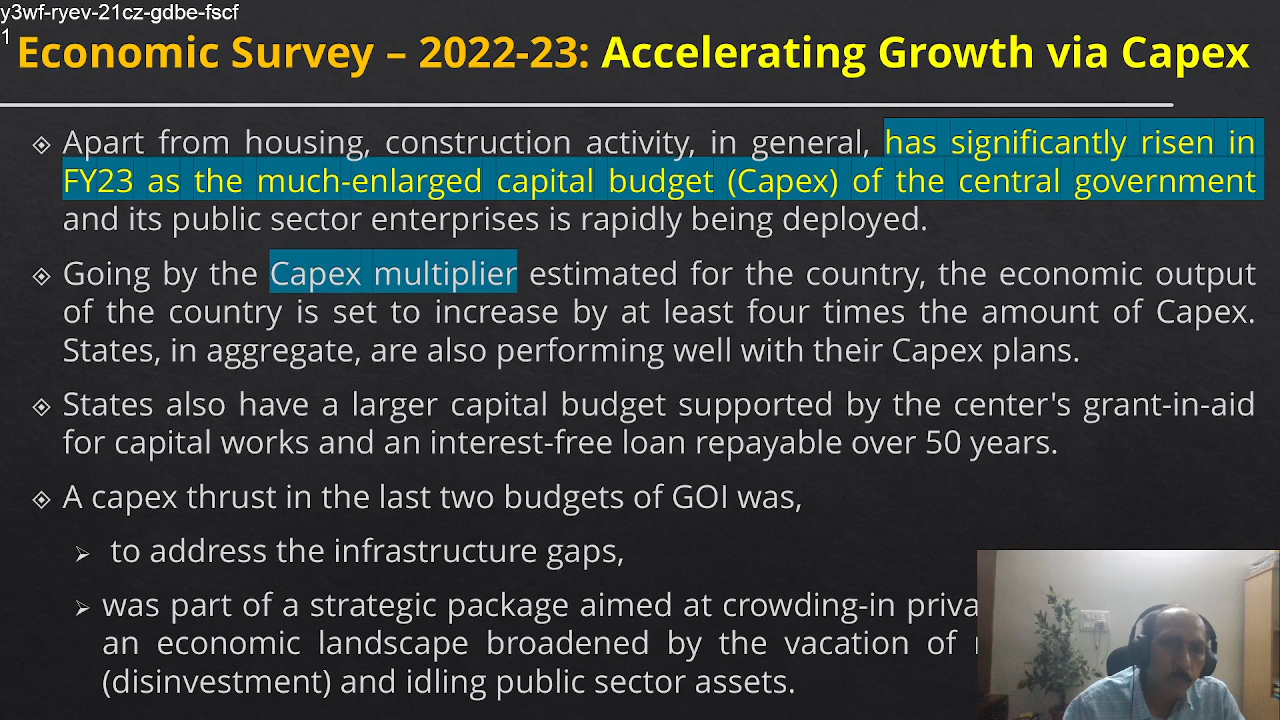 y3wf-ryev-21cz-gdbe-fscf
1
Economic Survey – 2022-23: Accelerating Growth via Capex
Apart from housing, construction activity, in general, has significantly risen in
FY23 as the much-enlarged capital budget (Capex) of the central government
and its public sector enterprises is rapidly being deployed.
Going by the Capex multiplier estimated for the country, the economic output
of the country is set to increase by at least four times the amount of Capex.
States, in aggregate, are also performing well with their Capex plans.
States also have a larger capital budget supported by the center's grant-in-aid
for capital works and an interest-free loan repayable over 50 years.
A capex thrust in the last two budgets of GOI was,
to address the infrastructure gaps,
was part of a strategic package aimed at crowding-in
an economic landscape broadened by the vacation of
(disinvestment) and idling public sector assets.